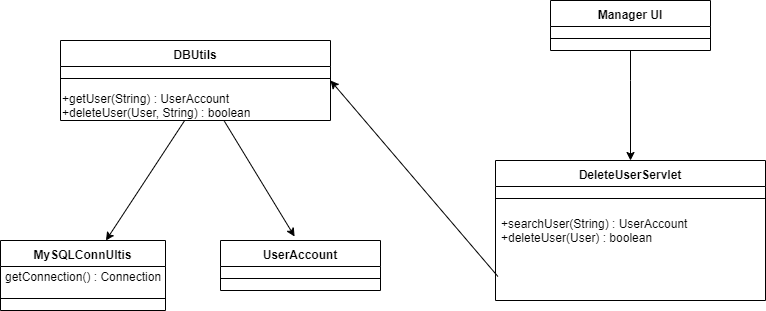 Manager UI
DBUtils
+getUser(String) : UserAccount
+deleteUser(User, String) : boolean
DeleteUserServlet
+searchUser(String) : UserAccount
+deleteUser(User) : boolean
MySQLConnUltis
getConnection() : Connection
UserAccount